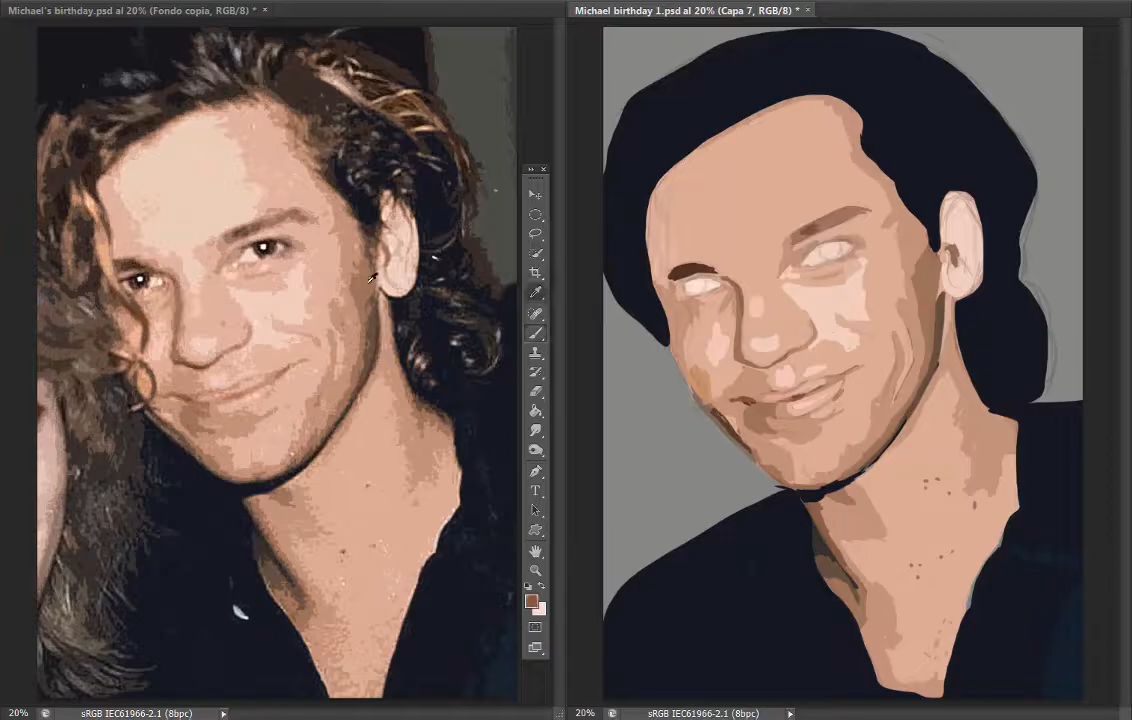 Michael's birthday.psd al 20% (Fondo copia, RGB/8) * ×
Michael birthday 1.psd al 20% (Capa 7, RGB/8) * ×
T
20%
sRGB IEC61966-2.1 (8bpc)
20%
sRGB IEC61966-2.1 (8bpc)